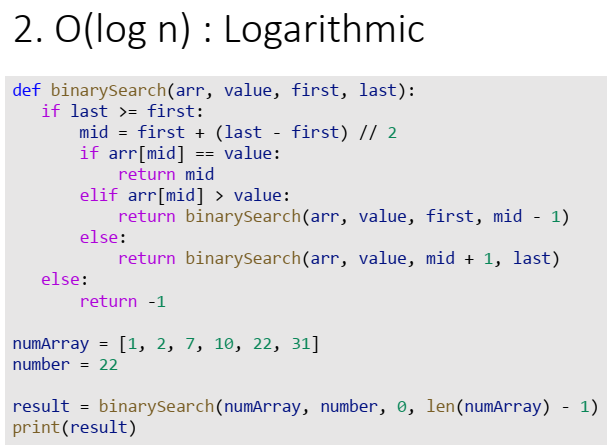 2. O(log n) : Logarithmic
def binarySearch(arr, value, first, last):
    if last >= first:
        mid = first + (last - first) // 2
        if arr[mid] == value:
            return mid
        elif arr[mid] > value:
            return binarySearch(arr, value, first, mid - 1)
        else:
            return binarySearch(arr, value, mid + 1, last)
    else:
        return -1

numArray = [1, 2, 7, 10, 22, 31]
number = 22

result = binarySearch(numArray, number, 0, len(numArray) - 1)
print(result)